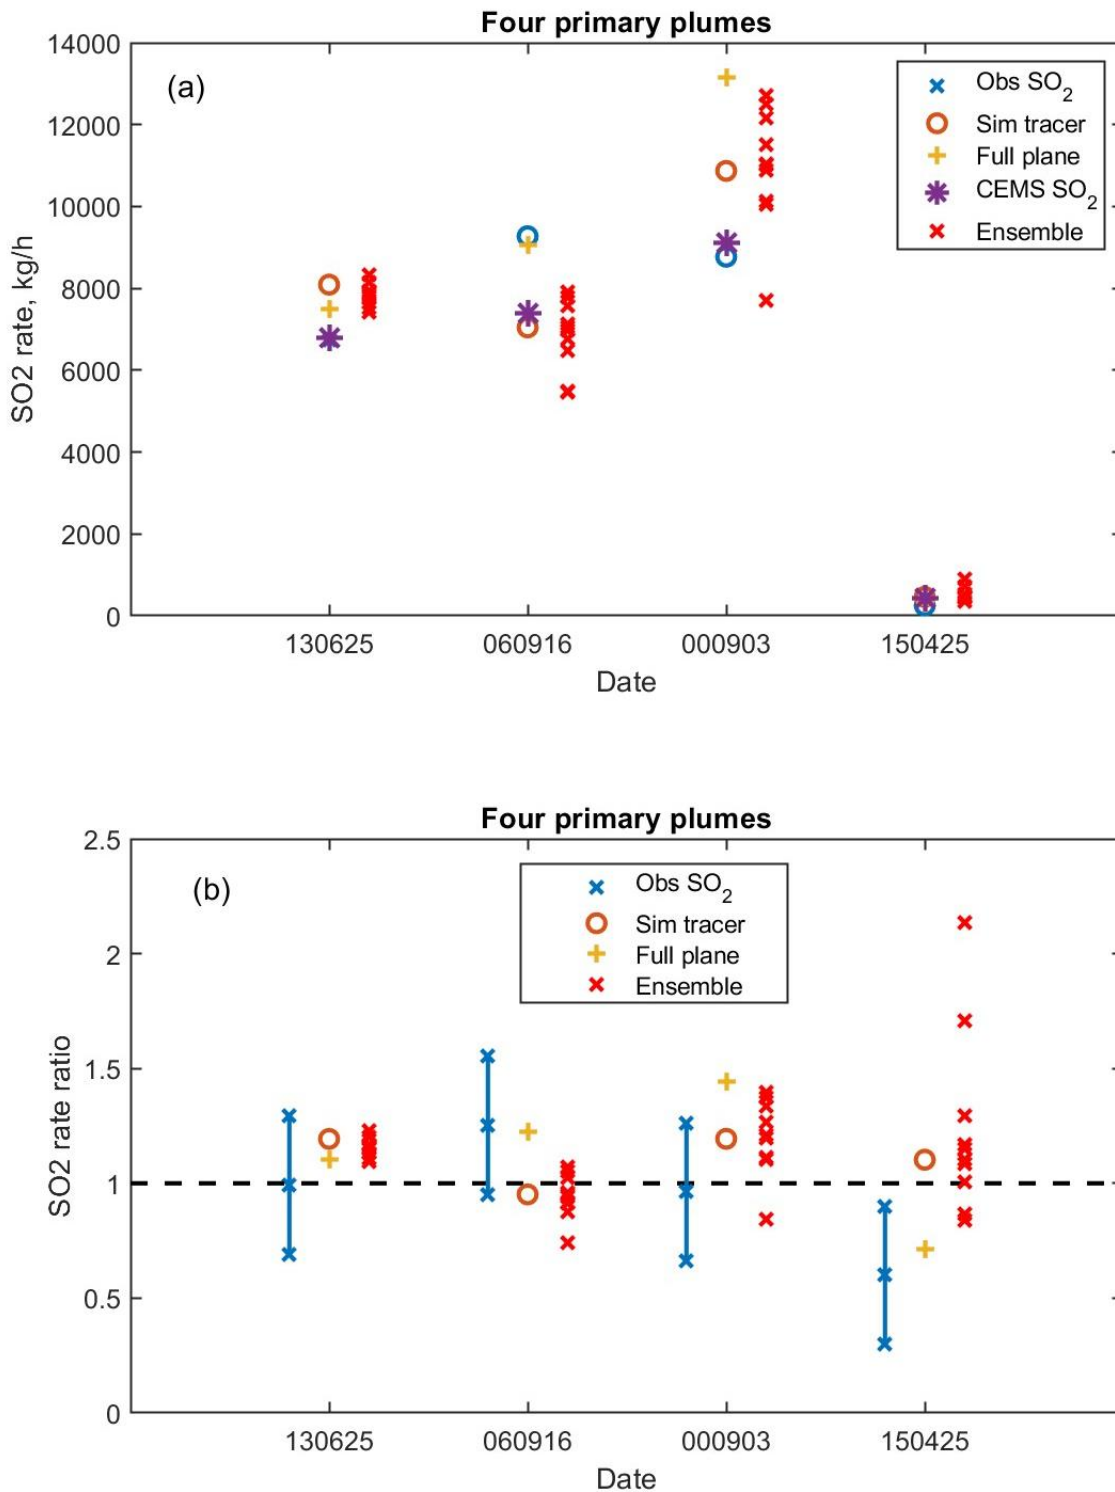 Four primary plumes
14000
12000
10000
8000
6000
4000
2000
0
SO2 rate, kg/h
(a)
Obs SO2
Sim tracer
Full plane
CEMS SO2
Ensemble
130625 060916 000903 150425
Date
Four primary plumes
2.5
2
1.5
1
0.5
0
SO2 rate ratio
(b)
Obs SO2
Sim tracer
Full plane
Ensemble
130625 060916 000903 150425
Date